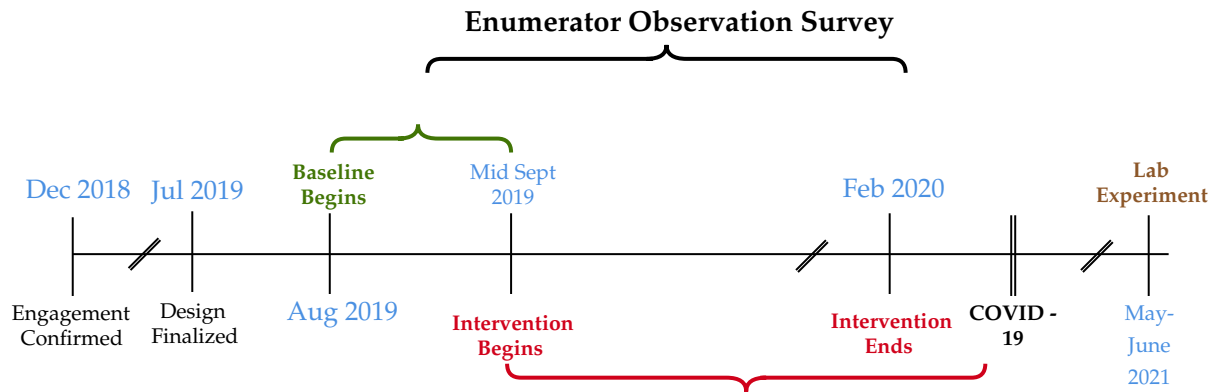 Enumerator Observation Survey
Dec 2018
Jul 2019
Baseline
Begins
Mid Sept
2019
Feb 2020
Lab
Experiment
Engagement
Confirmed
Design
Finalized
Aug 2019
Intervention
Begins
Intervention
Ends
COVID -
19
May-
June
2021